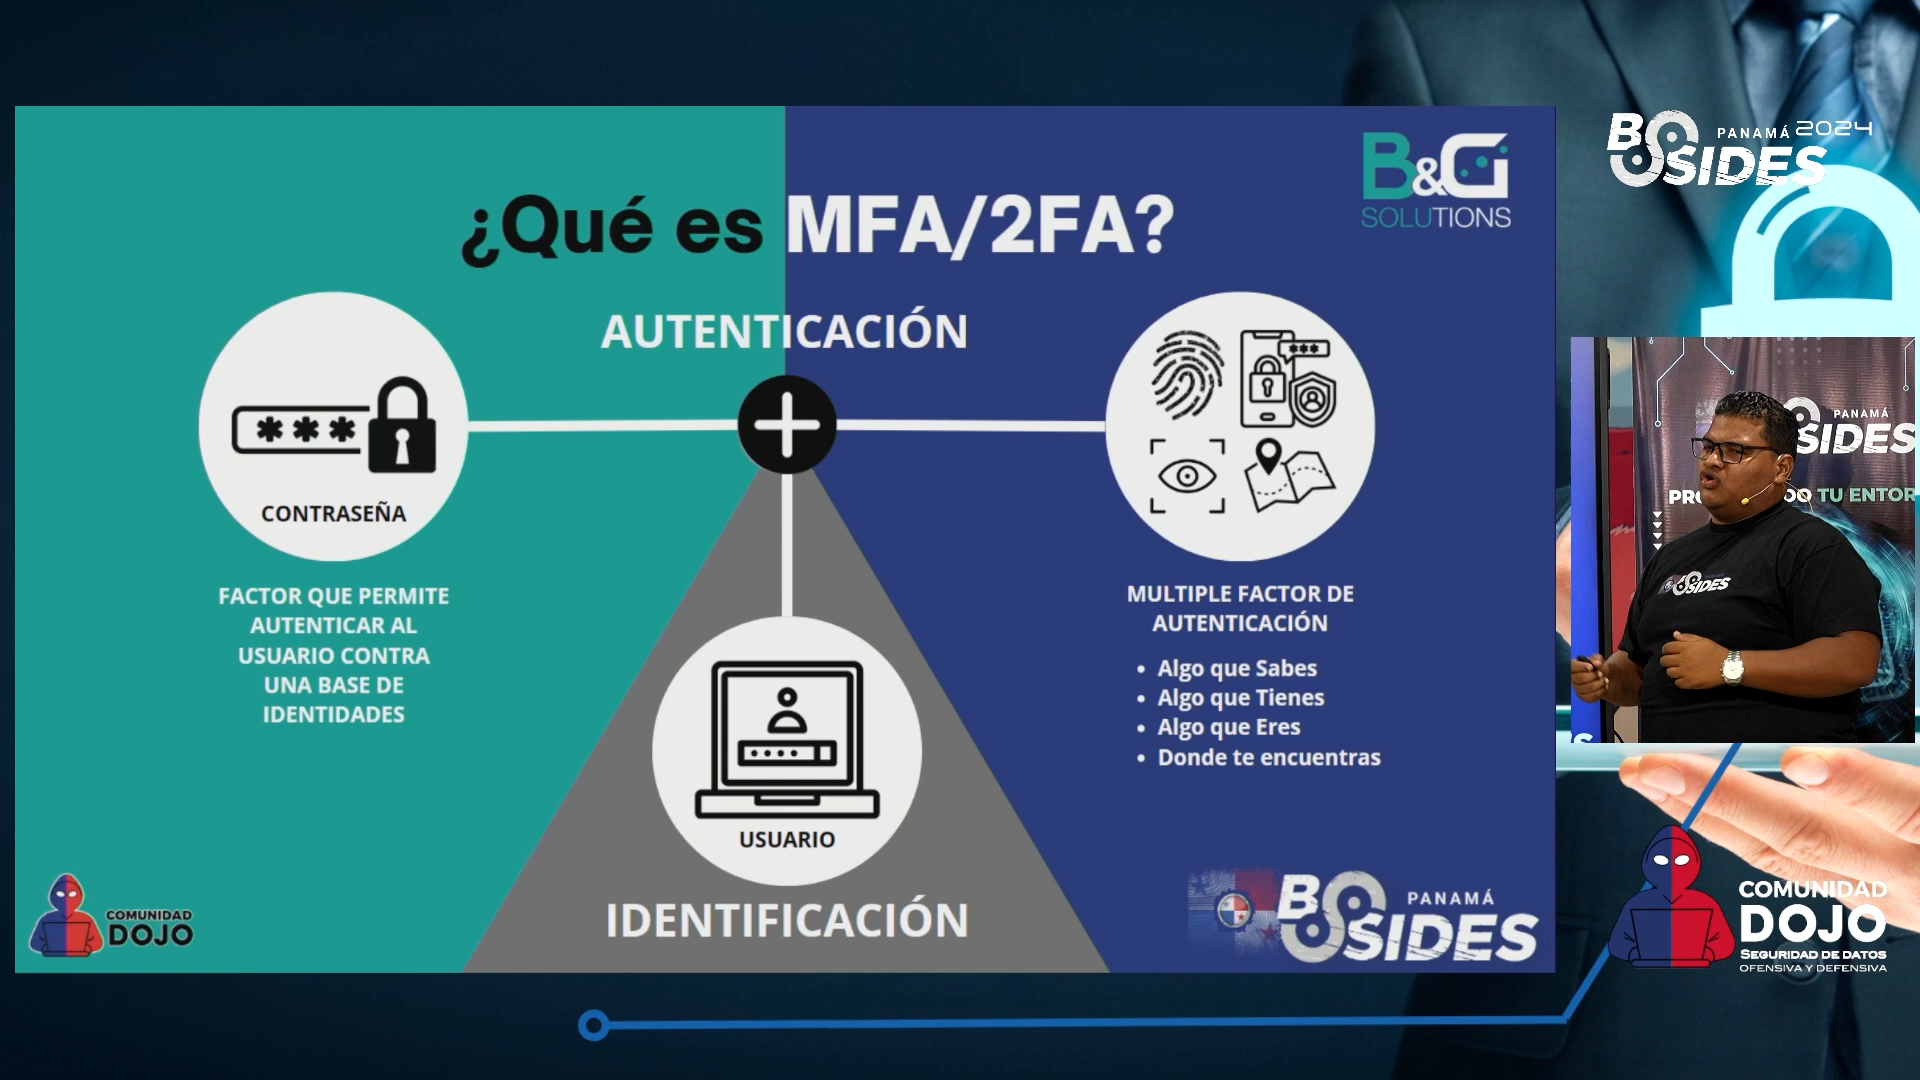 ¿Qué es MFA/2FA?
B&G
SOLUTIONS
AUTENTICACIÓN
***
CONTRASEÑA
FACTOR QUE PERMITE
AUTENTICAR AL
USUARIO CONTRA
UNA BASE DE
IDENTIDADES
USUARIO
IDENTIFICACIÓN
***
MULTIPLE FACTOR DE
AUTENTICACIÓN
• Algo que Sabes
• Algo que Tienes
• Algo que Eres
• Donde te encuentras
COMUNIDAD
DOJO
PANAMÁ
BSIDES
PANAMÁ 2024
BSIDES
PANAMÁ
SIDES
TU ENTOR
BSIDES
COMUNIDAD
DOJO
SEGURIDAD DE DATOS
OFENSIVA Y DEFENSIVA